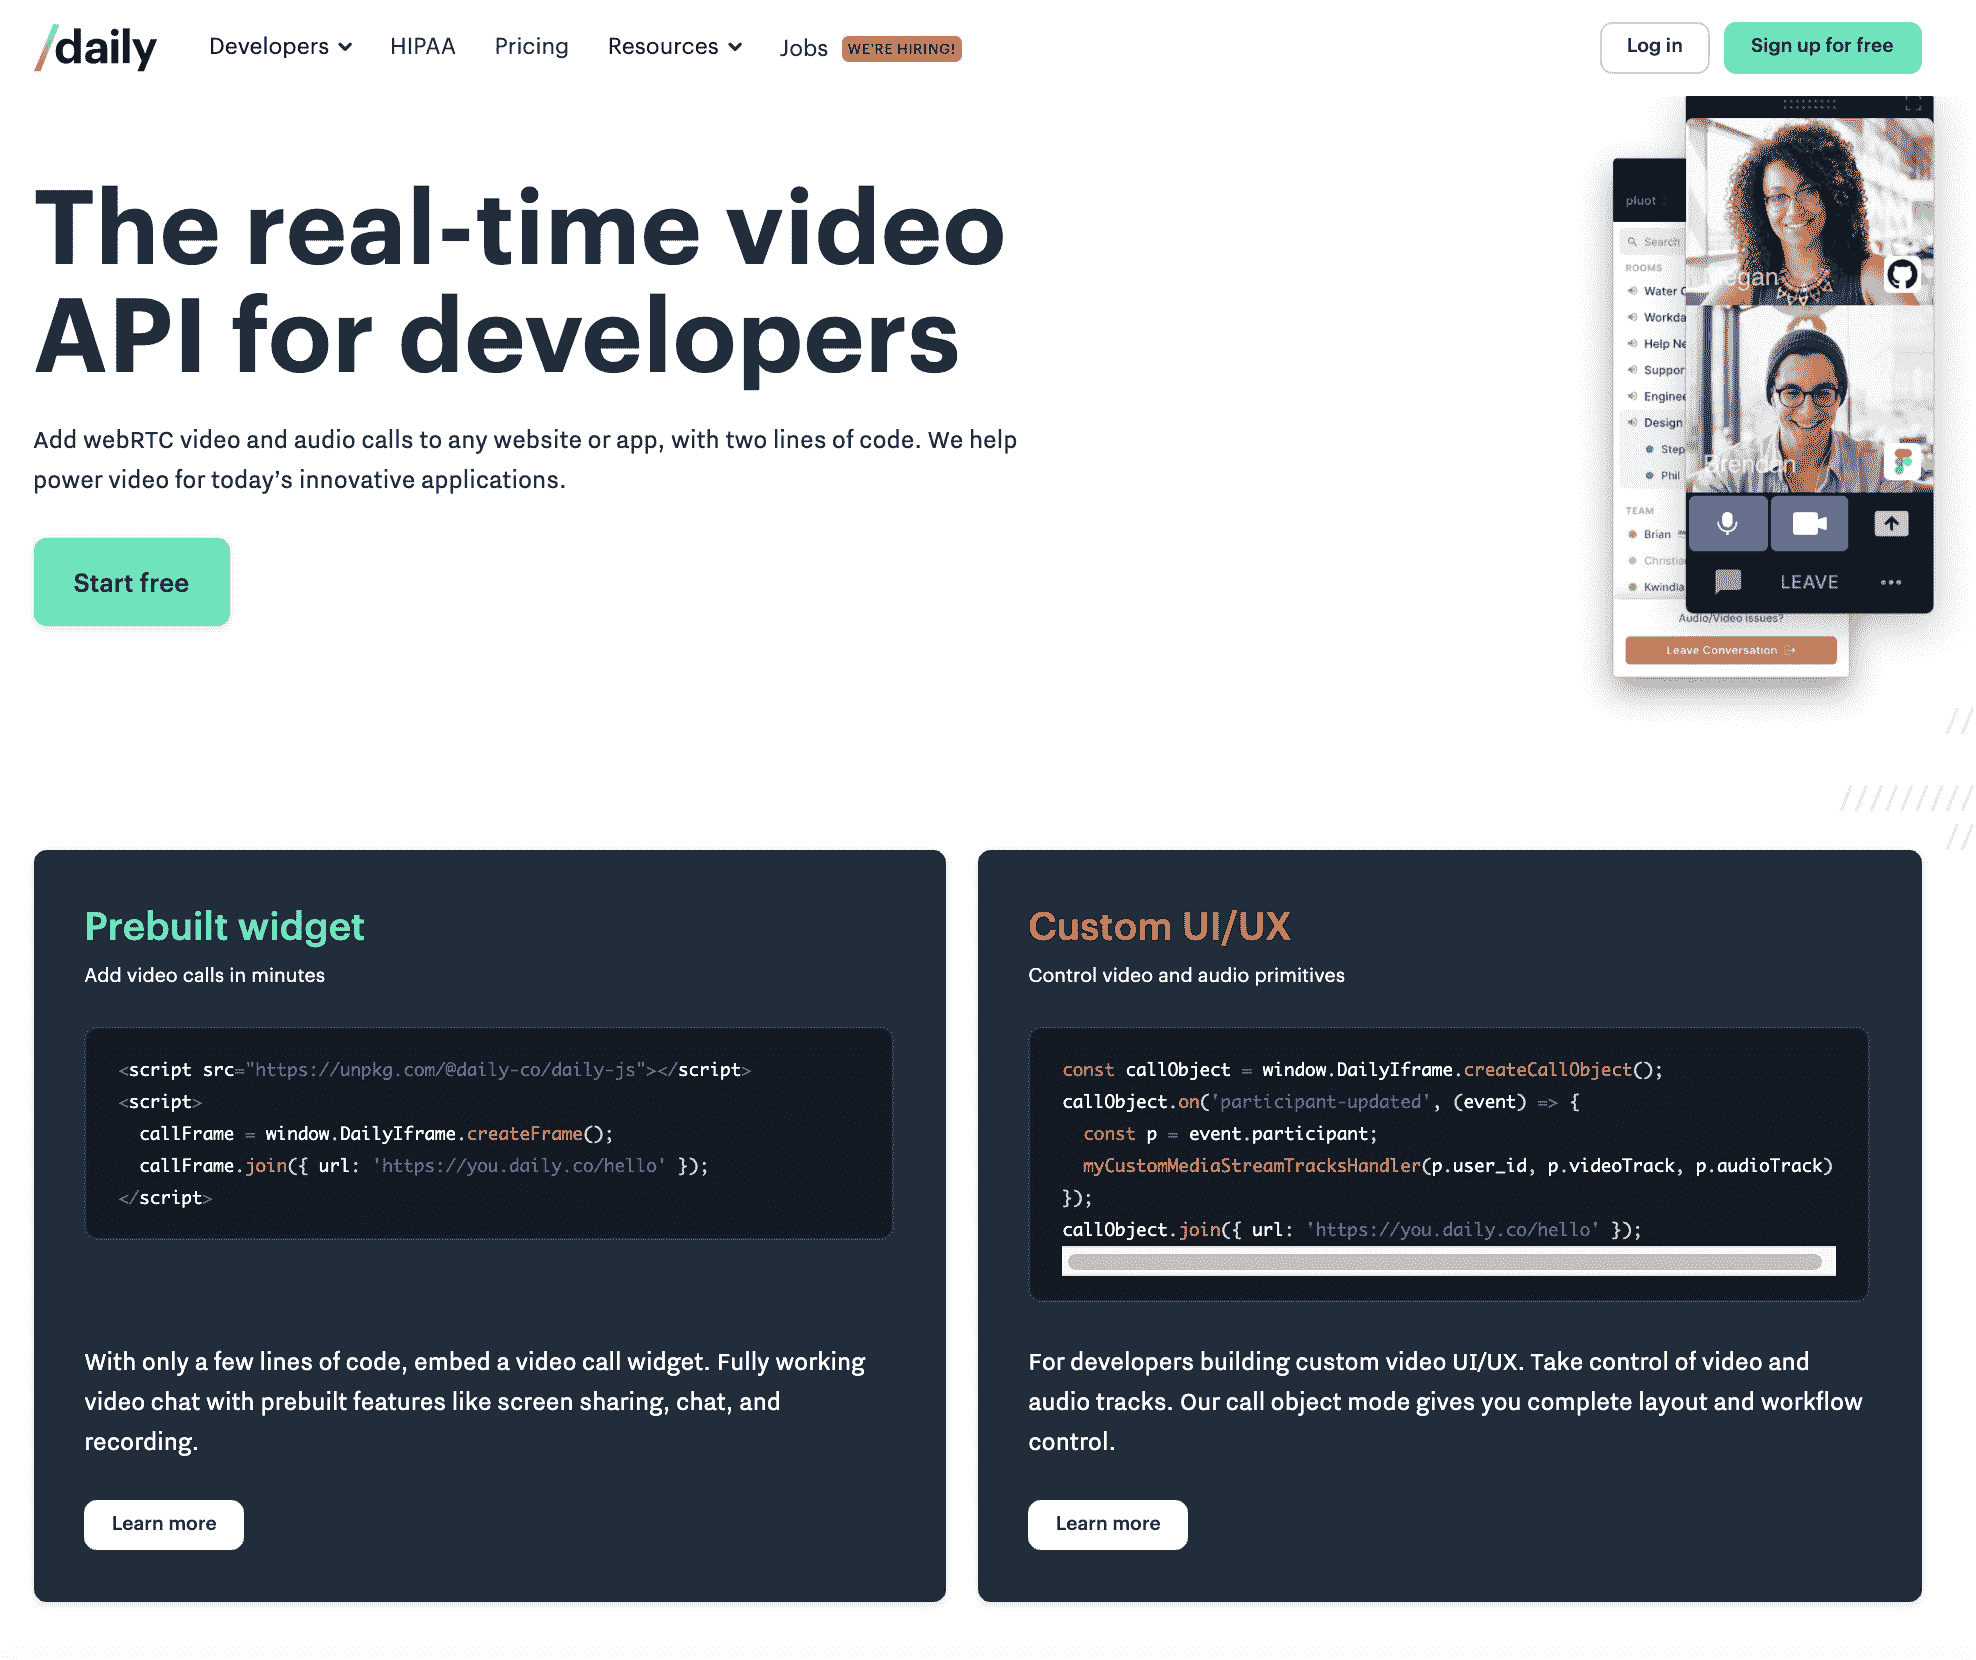 /daily
Developers
HIPAA
Pricing
Resources
Jobs
WE'RE HIRING!
Log in
Sign up for free
The real-time video
API for developers
Add webRTC video and audio calls to any website or app, with two lines of code. We help
power video for today's innovative applications.
Start free
pluot
Search
ROOMS
Water
Design
Phil
TEAM
Brian
Brendan
LEAVE
Audio/Video issues?
Leave Conversation
Prebuilt widget
Add video calls in minutes
<script src="https://unpkg.com/@daily-co/daily-js"></script>
<script>
callFrame = window.DailyIframe.createFrame();
callFrame.join({ url: 'https://you.daily.co/hello' });
</script>
With only a few lines of code, embed a video call widget. Fully working
video chat with prebuilt features like screen sharing, chat, and
recording.
Learn more
Custom UI/UX
Control video and audio primitives
const callObject = window.DailyIframe.createCallObject();
callObject.on('participant-updated', (event) => {
const p = event.participant;
myCustomMediaStreamTracksHandler(p.user_id, p.videoTrack, p.audioTrack)
});
callObject.join({ url: 'https://you.daily.co/hello' });
For developers building custom video UI/UX. Take control of video and
audio tracks. Our call object mode gives you complete layout and workflow
control.
Learn more